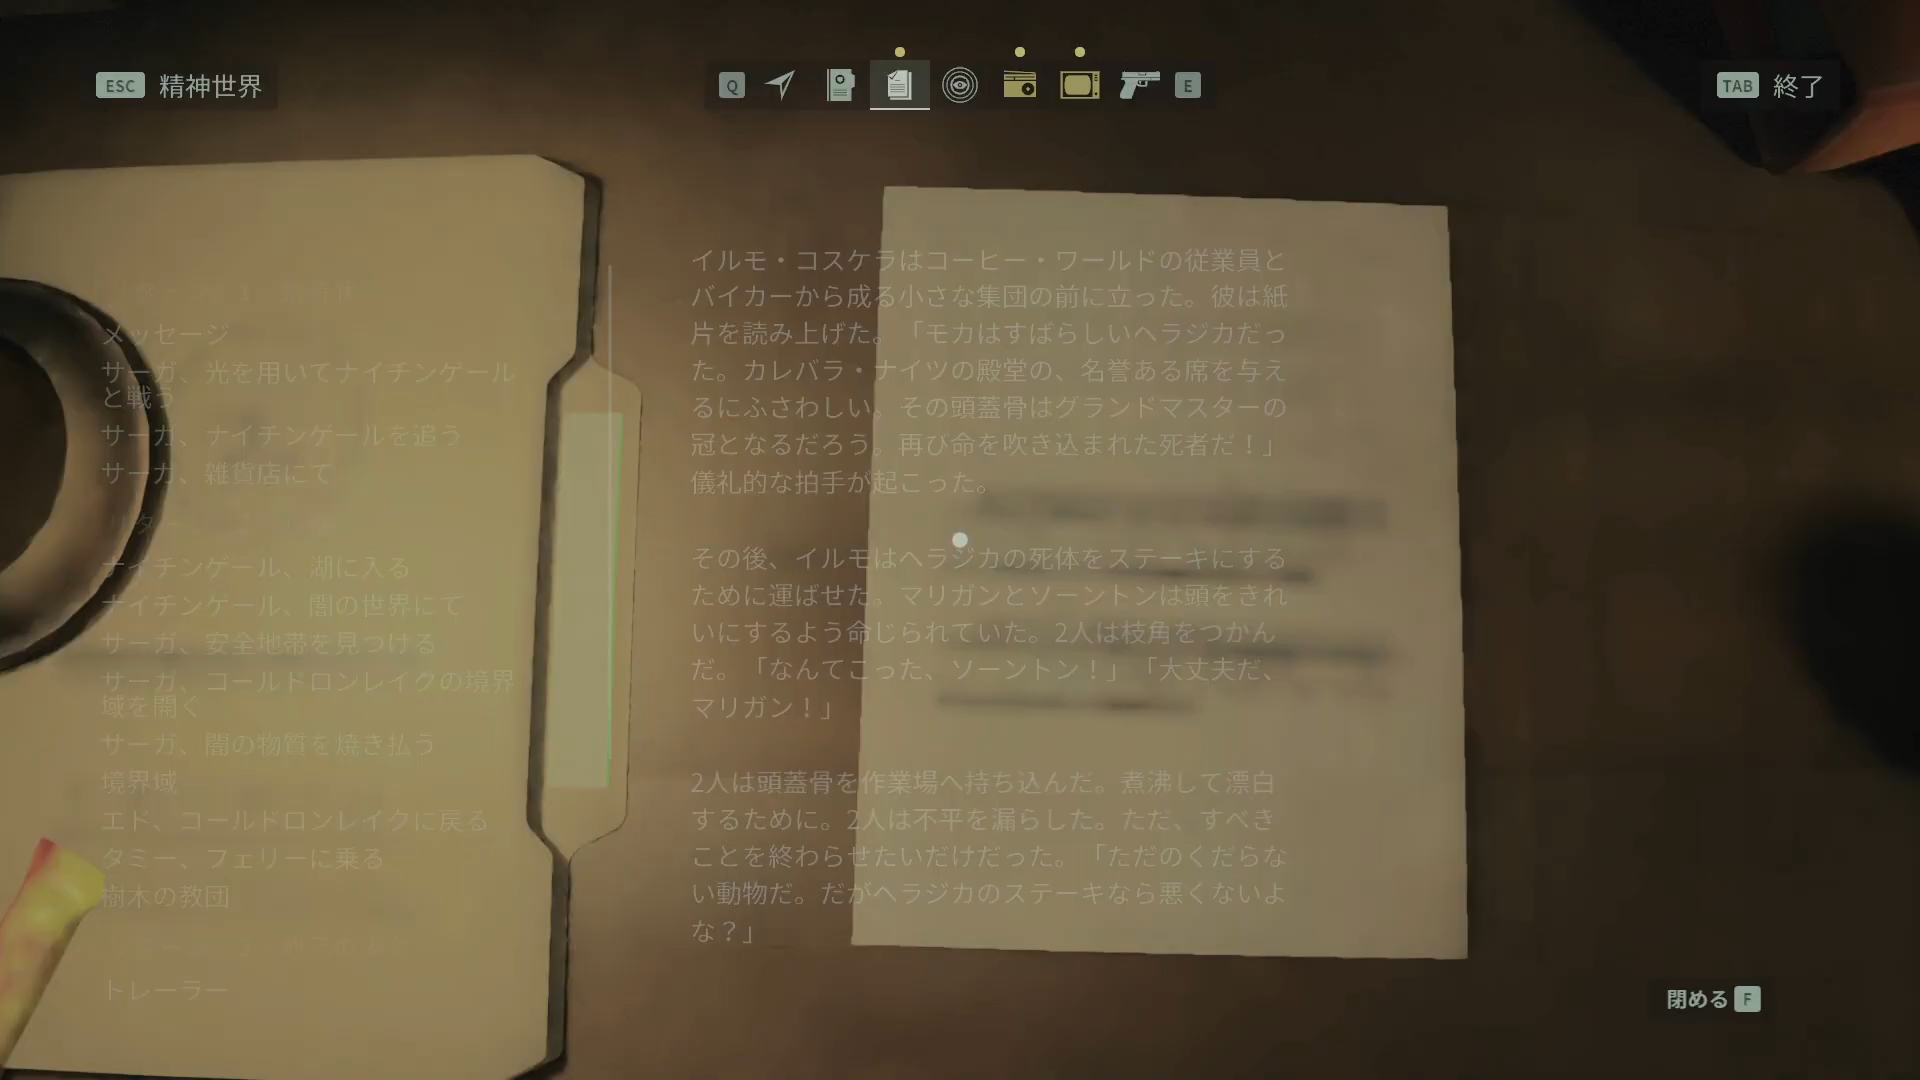 ESC 精神世界
Q
E
TAB 終了
メッセージ
サーガ、光を用いてナイチンゲール
と戦う
サーガ、ナイチンゲールを追う
サーガ、雑貨店にて
ナイチンゲール、湖に入る
ナイチンゲール、闇の世界にて
サーガ、安全地帯を見つける
サーガ、コールドロンレイクの境界
域を開く
サーガ、闇の物質を焼き払う
境界域
エド、コールドロンレイクに戻る
タミー、フェリーに乗る
樹木の教団
トレーラー
イルモ・コスケラはコーヒー・ワールドの従業員と
バイカーから成る小さな集団の前に立った。彼は紙
片を読み上げた。「モカはすばらしいヘラジカだっ
た。カレバラ・ナイツの殿堂の、名誉ある席を与え
るにふさわしい。その頭蓋骨はグランドマスターの
冠となるだろう。再び命を吹き込まれた死者だ！」
儀礼的な拍手が起こった。
その後、イルモはヘラジカの死体をステーキにする
ために運ばせた。マリガンとソーントンは頭をきれ
いにするよう命じられていた。2人は枝角をつかん
だ。「なんてこった、ソーントン！」「大丈夫だ、
マリガン！」
2人は頭蓋骨を作業場へ持ち込んだ。煮沸して漂白
するために。2人は不平を漏らした。ただ、すべき
ことを終わらせたいだけだった。「ただのくだらな
い動物だ。だがヘラジカのステーキなら悪くないよ
な？」
閉める F